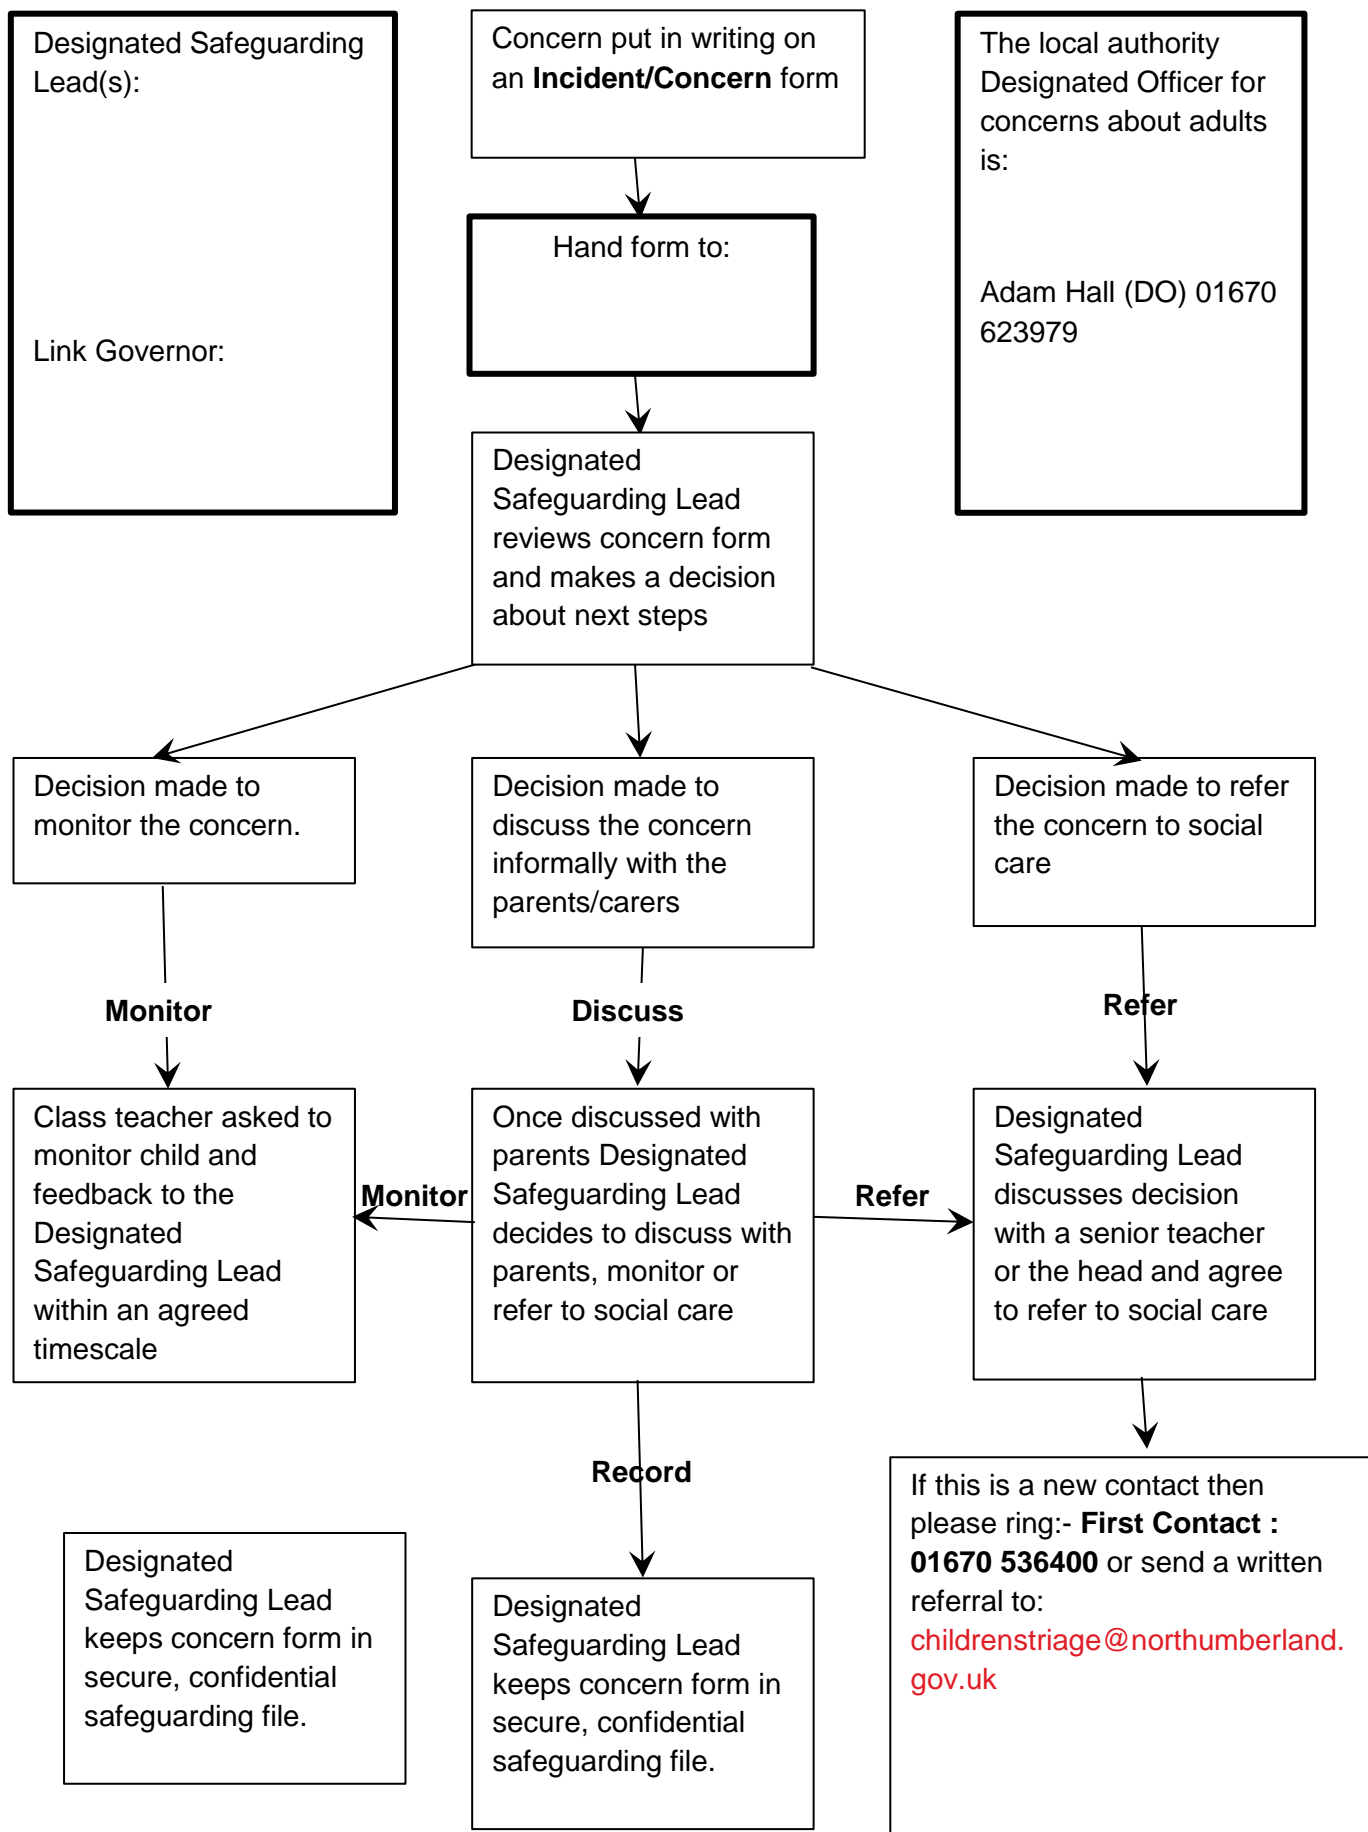 Designated Safeguarding
Lead(s):
Link Governor:
Concern put in writing on
an Incident/Concern form
The local authority
Designated Officer for
concerns about adults
is:
Adam Hall (DO) 01670
623979
Hand form to:
Designated
Safeguarding Lead
reviews concern form
and makes a decision
about next steps
Decision made to
monitor the concern.
Decision made to
discuss the concern
informally with the
parents/carers
Decision made to refer
the concern to social
care
Monitor
Discuss
Refer
Class teacher asked to
monitor child and
feedback to the
Designated
Safeguarding Lead
within an agreed
timescale
Monitor
Once discussed with
parents Designated
Safeguarding Lead
decides to discuss with
parents, monitor or
refer to social care
Refer
Designated
Safeguarding Lead
discusses decision
with a senior teacher
or the head and agree
to refer to social care
Record
Designated
Safeguarding Lead
keeps concern form in
secure, confidential
safeguarding file.
Designated
Safeguarding Lead
keeps concern form in
secure, confidential
safeguarding file.
If this is a new contact then
please ring:- First Contact :
01670 536400 or send a written
referral to:
childrenstriage@northumberland.
gov.uk